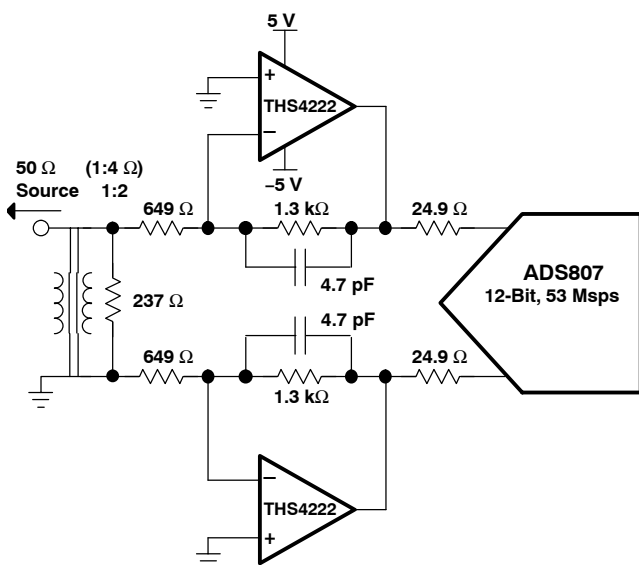 5 V
+
THS4222
−
−5 V
50 Ω
Source
(1:4 Ω)
1:2
649 Ω
1.3 kΩ
24.9 Ω
4.7 pF
237 Ω
ADS807
12-Bit, 53 Msps
4.7 pF
649 Ω
1.3 kΩ
24.9 Ω
−
THS4222
+